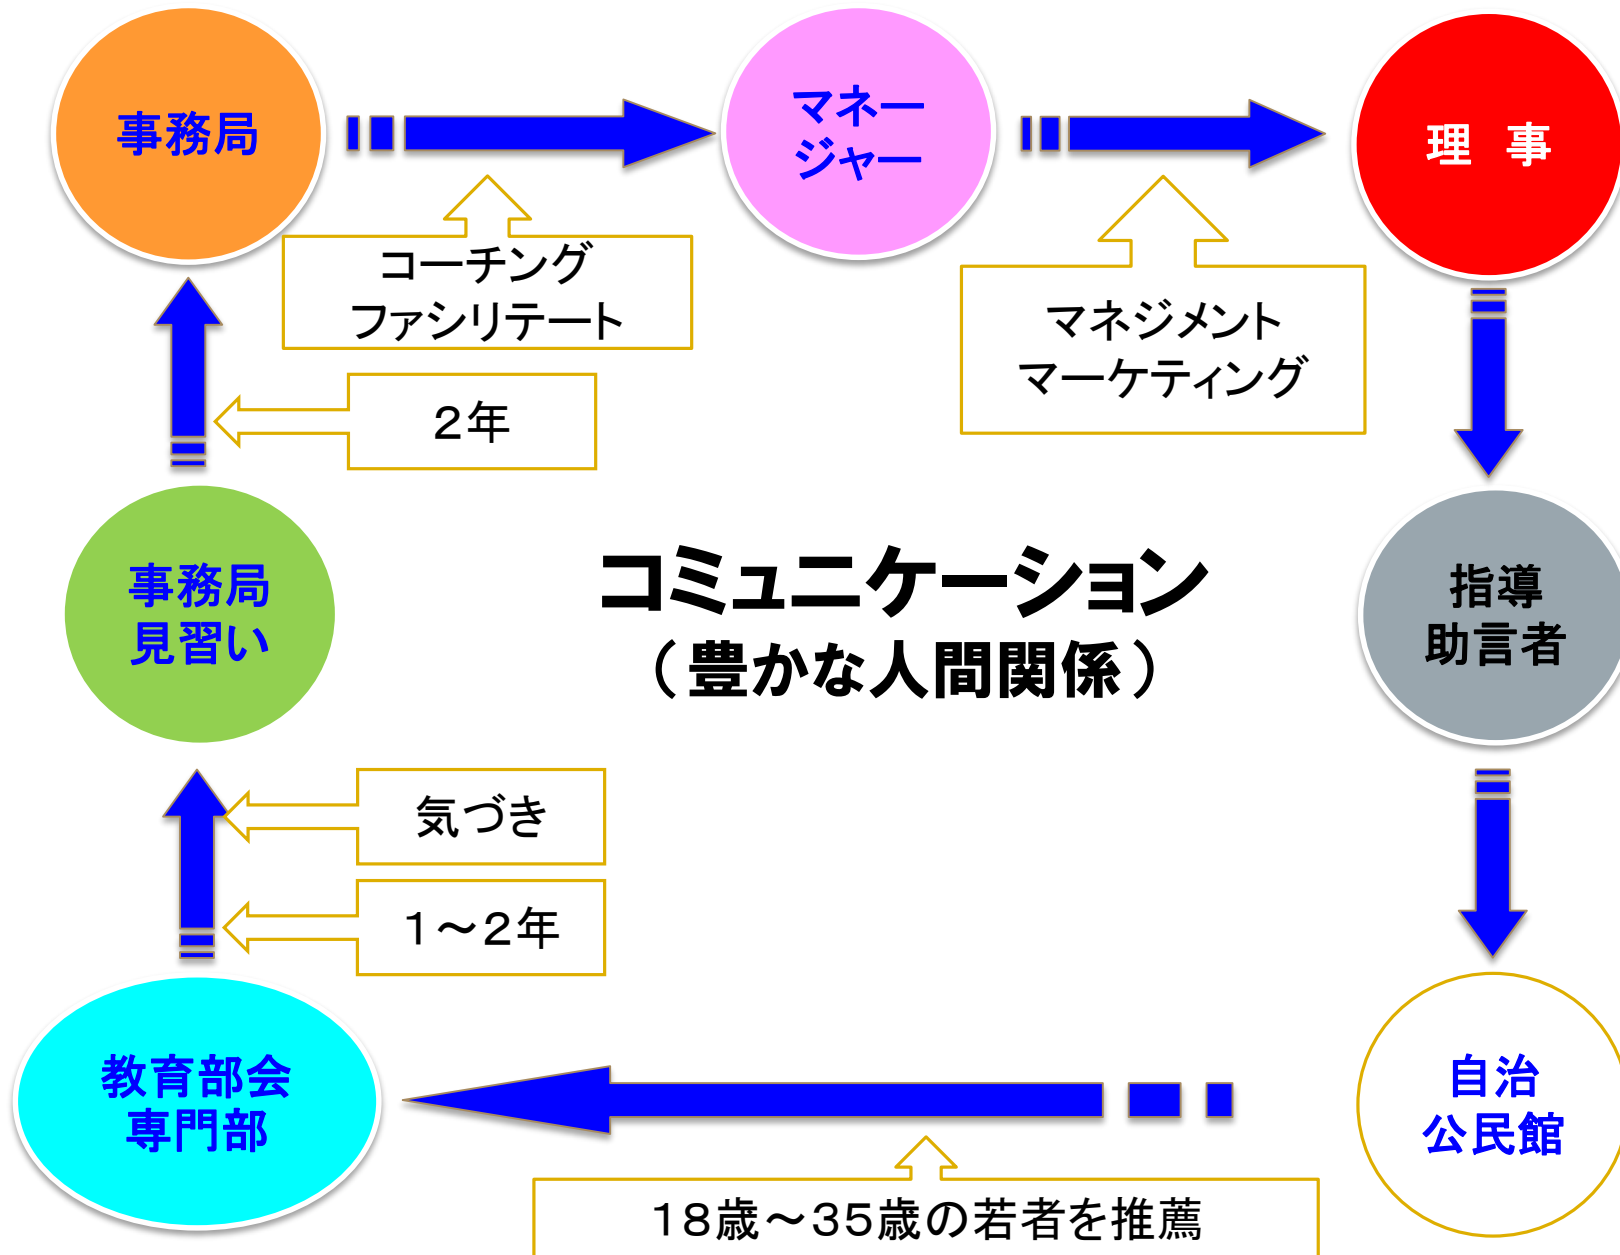 事務局
マネー
ジャー
理　事
コーチング
ファシリテート
マネジメント
マーケティング
２年
事務局
見習い
コミュニケーション
（豊かな人間関係）
指導
助言者
気づき
１～２年
教育部会
専門部
自治
公民館
１８歳～３５歳の若者を推薦